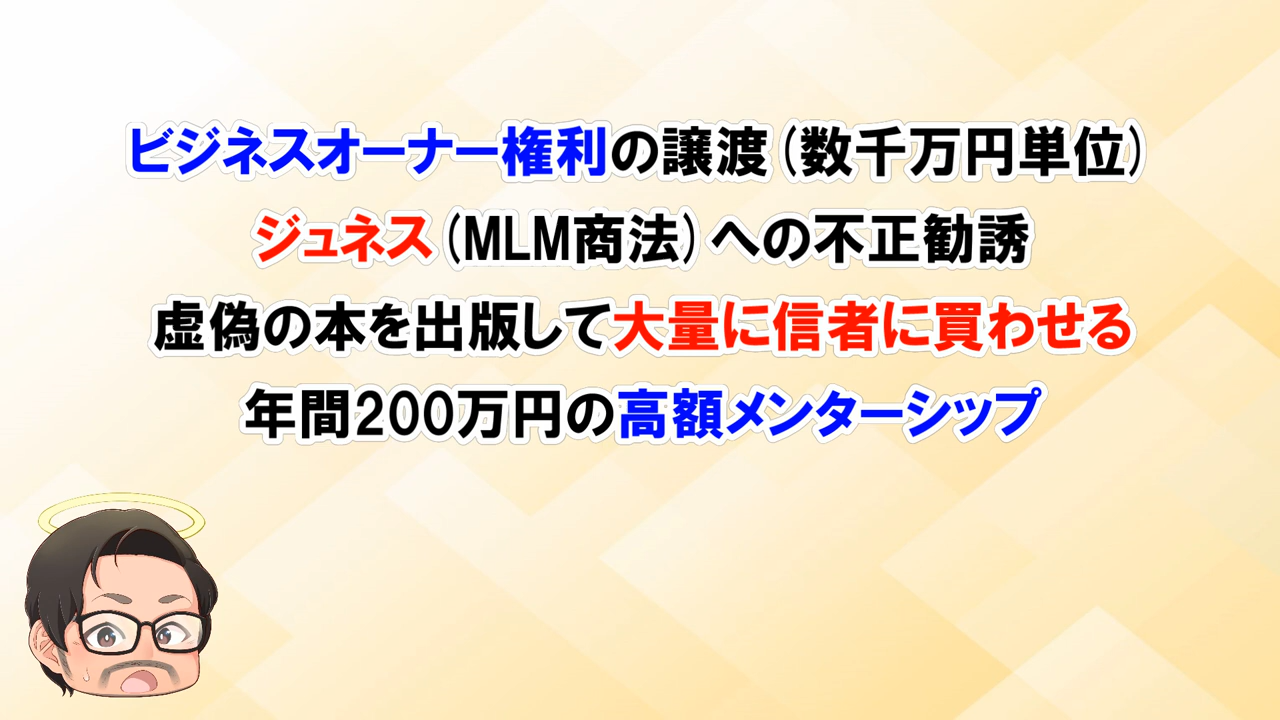 ビジネスオーナー権利の譲渡(数千万円単位)
ジュネス(MLM商法)への不正勧誘
虚偽の本を出版して大量に信者に買わせる
年間200万円の高額メンターシップ